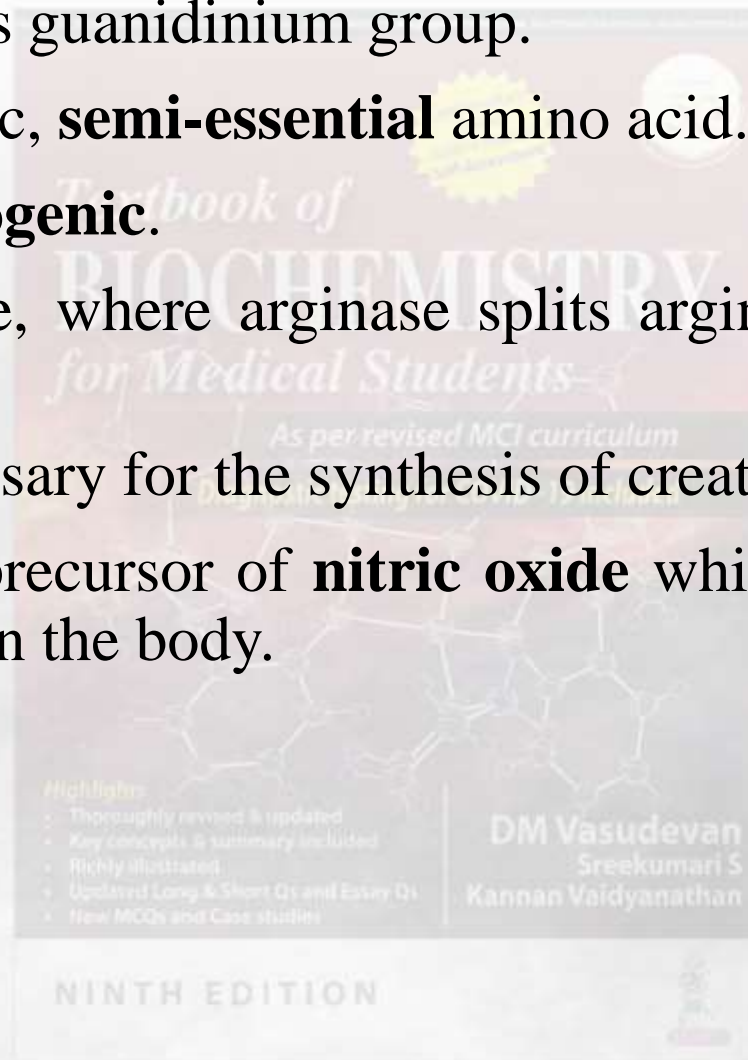 s guanidinium group.
c, semi-essential amino acid.
ogenic.
Textbook of
BIOCHEMISTRY
e, where arginase splits argin
for Medical Students
As per revised MCI curriculum
sary for the synthesis of creat
precursor of nitric oxide whi
n the body.
Highlights
• Thoroughly revised & updated
• Key concepts & summary included
• Richly illustrated
• Updated Long & Short Qs and Essay Qs
• New MCQs and Case studies
DM Vasudevan
Sreekumari S
Kannan Vaidyanathan
NINTH EDITION